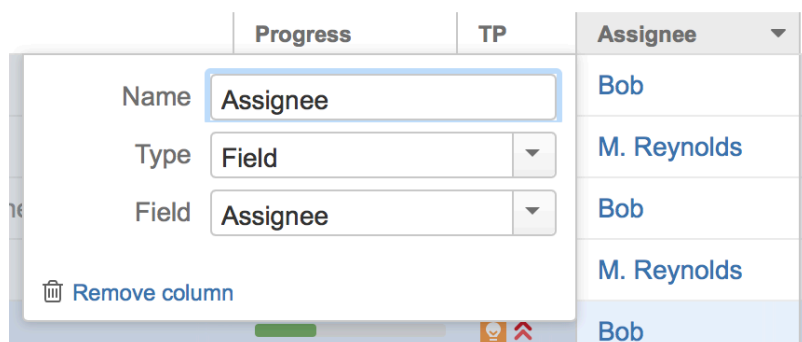 Progress TP Assignee
Name Assignee Bob
Type Field M. Reynolds
Field Assignee Bob
M. Reynolds
Remove column
Bob